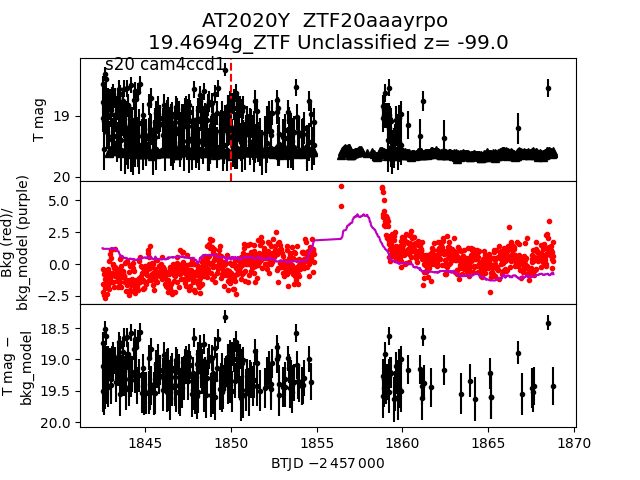 AT2020Y ZTF20aaayrpo
19.4694g_ZTF Unclassified z= -99.0
s20 cam4ccd1
T mag
19
20
Bkg (red)/
bkg_model (purple)
5.0
2.5
0.0
−2.5
T mag −
bkg_model
18.5
19.0
19.5
20.0
1845 1850 1855 1860 1865 1870
BTJD −2 457 000